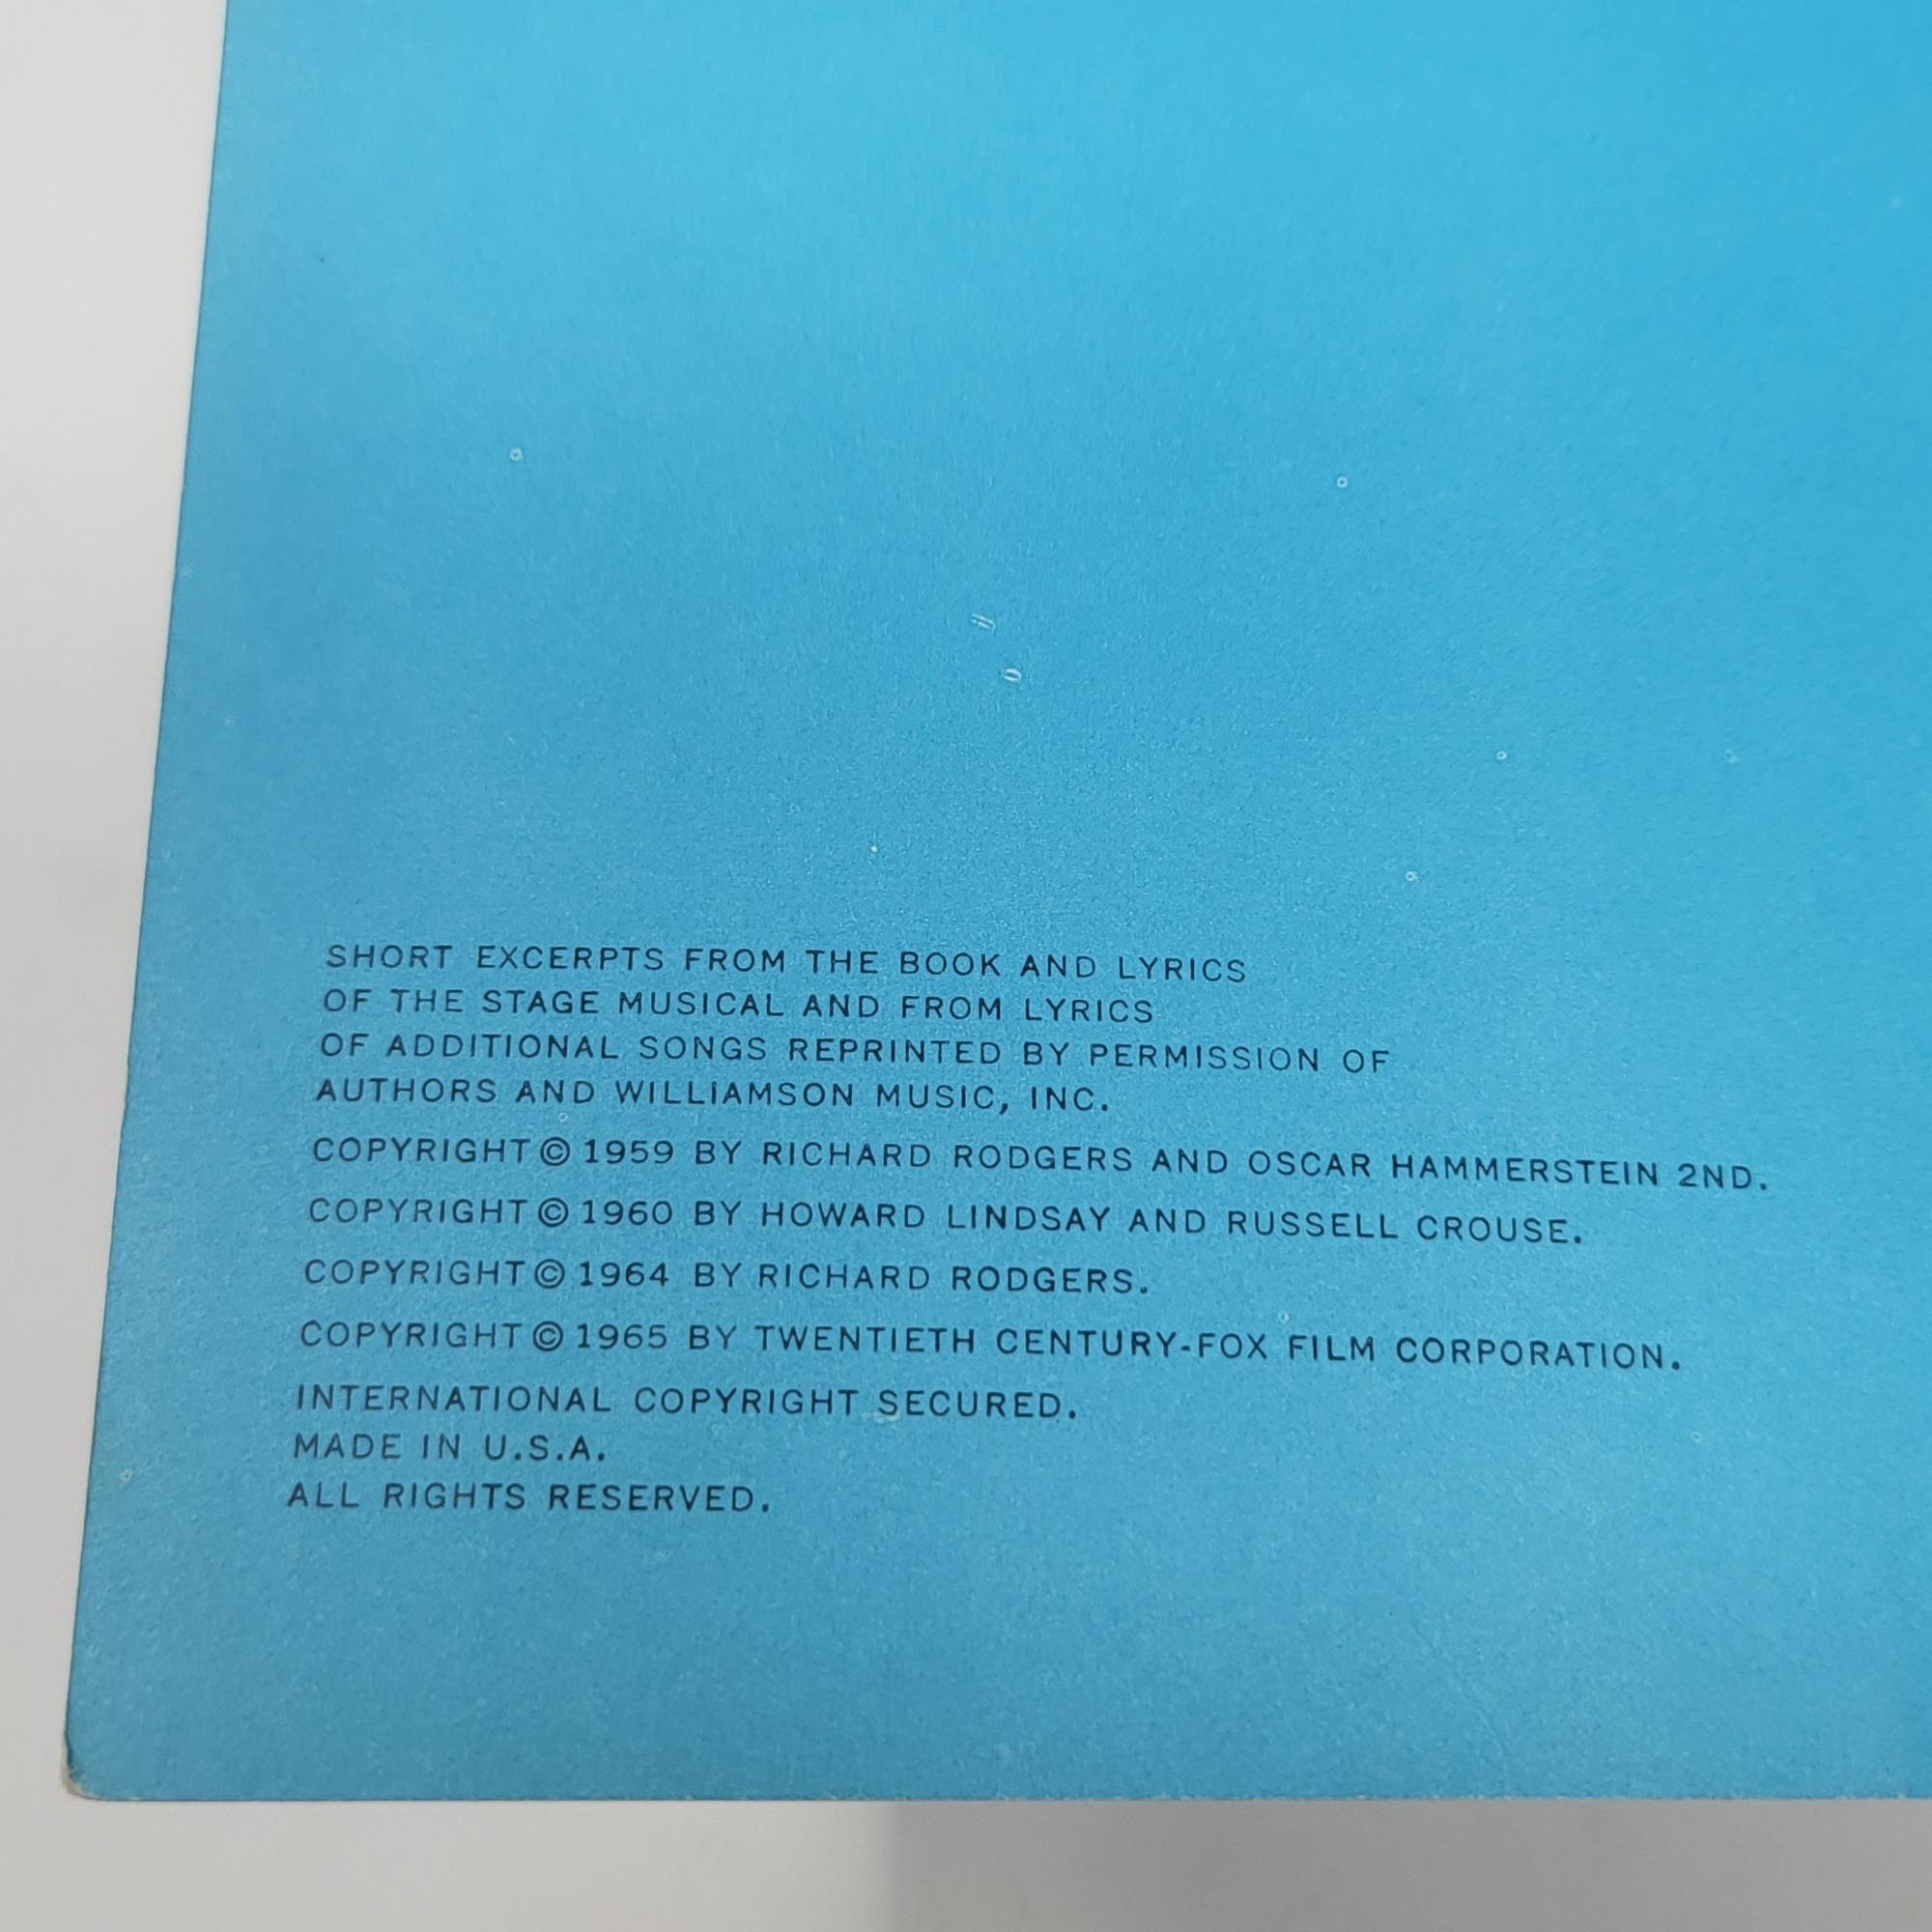 SHORT EXCERPTS FROM THE BOOK AND LYRICS
OF THE STAGE MUSICAL AND FROM LYRICS
OF ADDITIONAL SONGS REPRINTED BY PERMISSION OF
AUTHORS AND WILLIAMSON MUSIC, INC.
COPYRIGHT © 1959 BY RICHARD RODGERS AND OSCAR HAMMERSTEIN 2ND.
COPYRIGHT © 1960 BY HOWARD LINDSAY AND RUSSELL CROUSE.
COPYRIGHT © 1964 BY RICHARD RODGERS.
COPYRIGHT © 1965 BY TWENTIETH CENTURY-FOX FILM CORPORATION.
INTERNATIONAL COPYRIGHT SECURED.
MADE IN U.S.A.
ALL RIGHTS RESERVED.